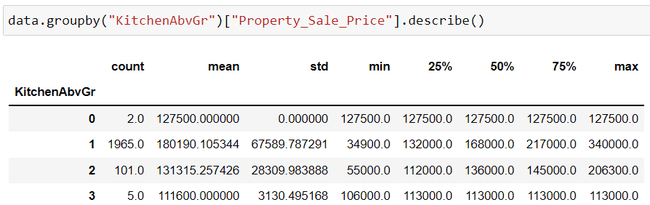 data.groupby("KitchenAbvGr")["Property_Sale_Price"].describe()
count mean std min 25% 50% 75% max
KitchenAbvGr
0 2.0 127500.000000 0.000000 127500.0 127500.0 127500.0 127500.0 127500.0
1 1965.0 180190.105344 67589.787291 34900.0 132000.0 168000.0 217000.0 340000.0
2 101.0 131315.257426 28309.983888 55000.0 112000.0 136000.0 145000.0 206300.0
3 5.0 111600.000000 3130.495168 106000.0 113000.0 113000.0 113000.0 113000.0